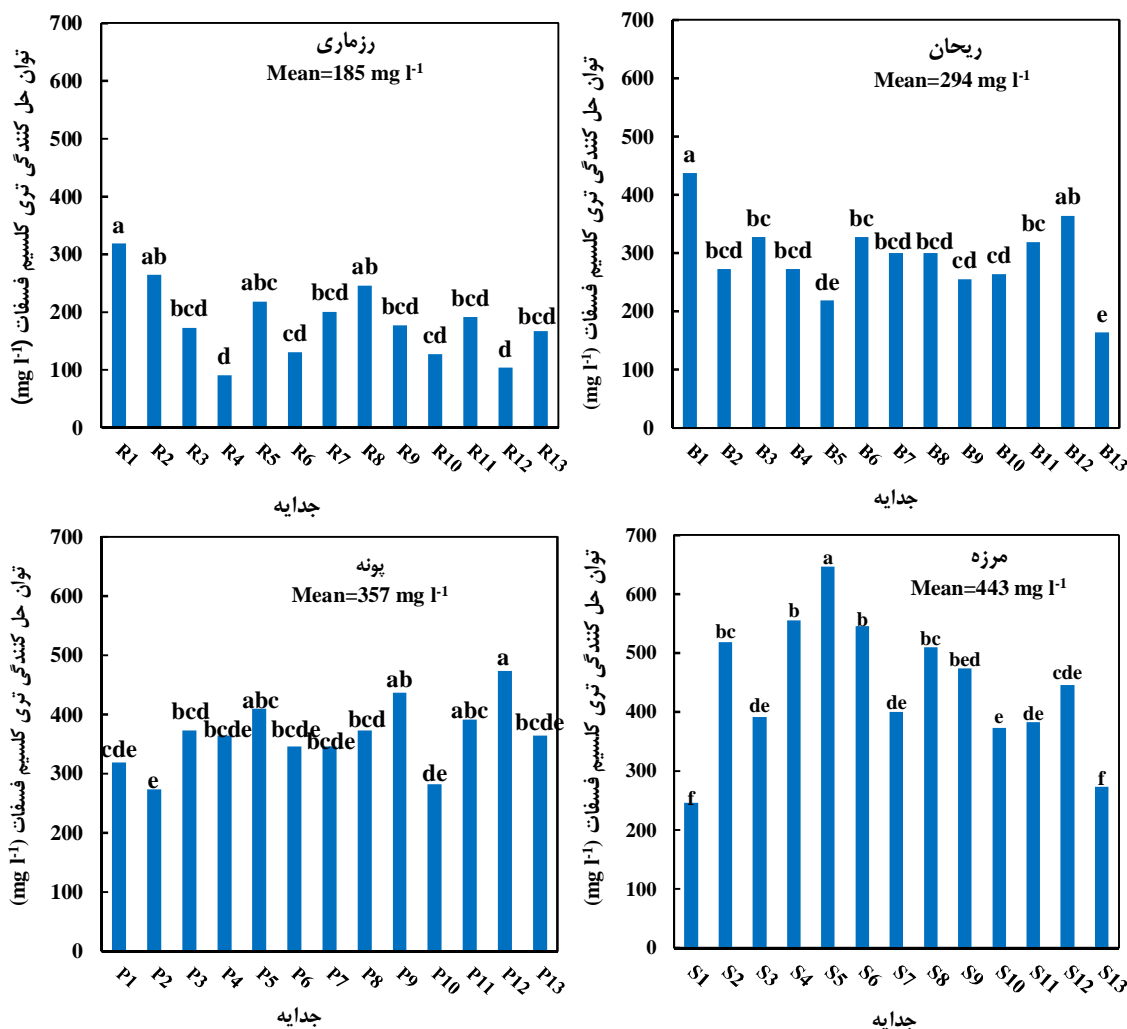 توان حل کنندگی تری کلسیم فسفات (mg l-1)
700
600
500
400
300
200
100
0
رزماری
Mean=185 mg l-1
a
ab
bcd
d
abc
cd
bcd
ab
bcd
cd
bcd
d
bcd
R1
R2
R3
R4
R5
R6
R7
R8
R9
R10
R11
R12
R13
جدایه
توان حل کنندگی تری کلسیم فسفات (mg l-1)
700
600
500
400
300
200
100
0
ریحان
Mean=294 mg l-1
a
bcd
bc
bcd
de
bc
bcd
bcd
cd
cd
bc
ab
e
B1
B2
B3
B4
B5
B6
B7
B8
B9
B10
B11
B12
B13
جدایه
توان حل کنندگی تری کلسیم فسفات (mg l-1)
700
600
500
400
300
200
100
0
پونه
Mean=357 mg l-1
cde
e
bcd
bcde
abc
bcde
bcde
bcd
ab
de
abc
a
bcde
P1
P2
P3
P4
P5
P6
P7
P8
P9
P10
P11
P12
P13
جدایه
توان حل کنندگی تری کلسیم فسفات (mg l-1)
700
600
500
400
300
200
100
0
مرزه
Mean=443 mg l-1
f
bc
de
b
a
b
de
bc
bed
e
de
cde
f
S1
S2
S3
S4
S5
S6
S7
S8
S9
S10
S11
S12
S13
جدایه